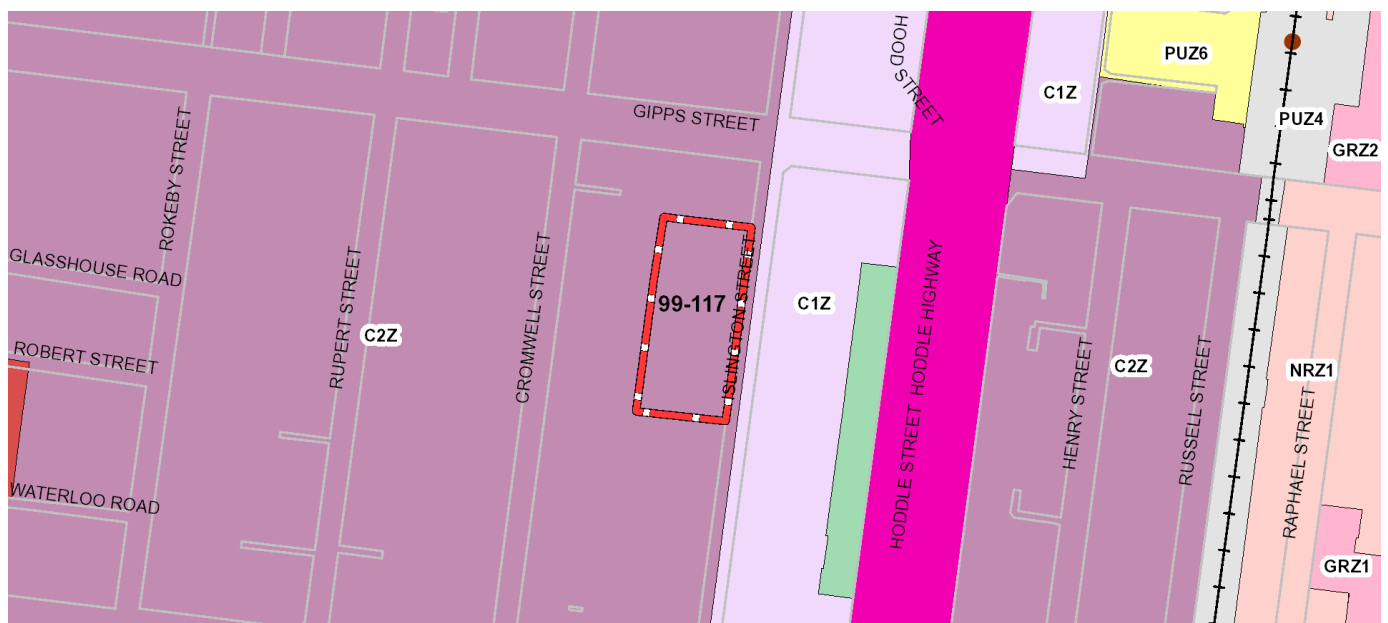 HOOD STREET
PUZ6
C1Z
PUZ4
GIPPS STREET
GRZ2
ROKEBY STREET
GLASSHOUSE ROAD
RUPERT STREET
CROMWELL STREET
99-117
ISLINGTON STREET
C1Z
HODDLE STREET HODDLE HIGHWAY
C2Z
ROBERT STREET
HENRY STREET
C2Z
RUSSELL STREET
NRZ1
RAPHAEL STREET
WATERLOO ROAD
GRZ1